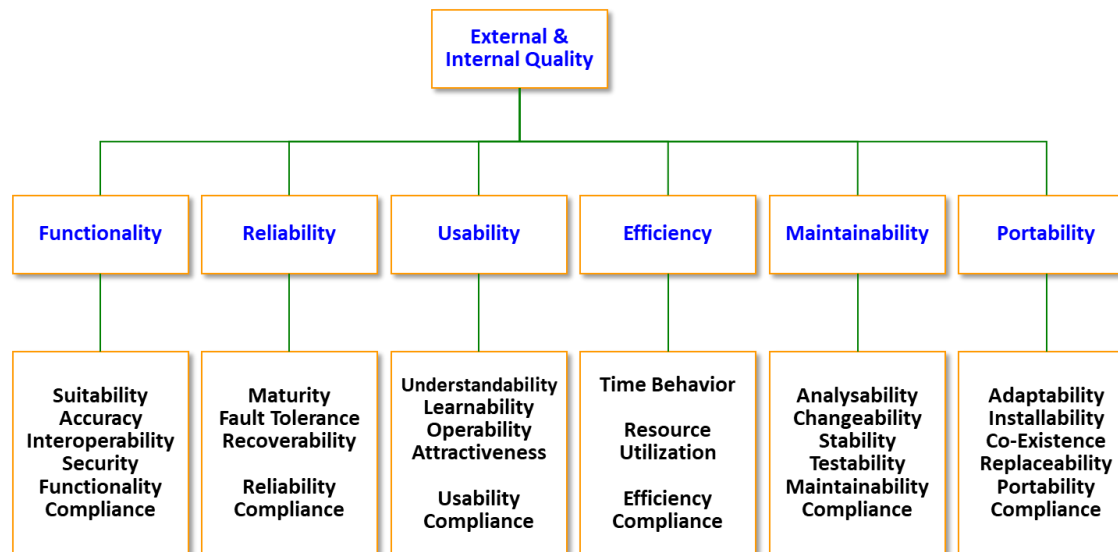 External &
Internal Quality
Functionality
Reliability
Usability
Efficiency
Maintainability
Portability
Suitability
Accuracy
Interoperability
Security
Functionality
Compliance
Maturity
Fault Tolerance
Recoverability
Reliability
Compliance
Understandability
Learnability
Operability
Attractiveness
Usability
Compliance
Time Behavior
Resource
Utilization
Efficiency
Compliance
Analysability
Changeability
Stability
Testability
Maintainability
Compliance
Adaptability
Installability
Co-Existence
Replaceability
Portability
Compliance